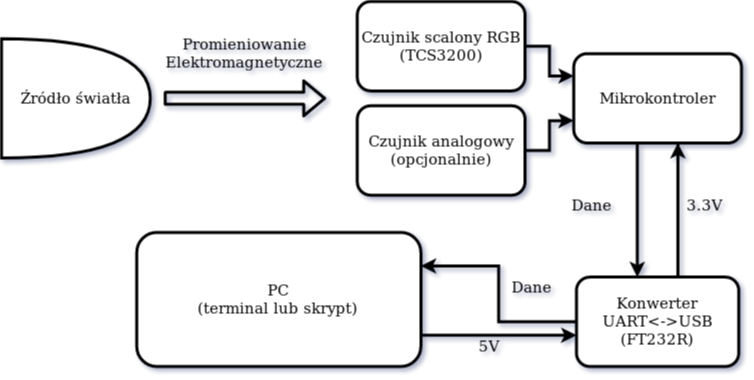 Promieniowanie
Elektromagnetyczne
Źródło światła
Czujnik scalony RGB
(TCS3200)
Czujnik analogowy
(opcjonalnie)
Mikrokontroler
Dane
3.3V
PC
(terminal lub skrypt)
Dane
5V
Konwerter
UART<->USB
(FT232R)